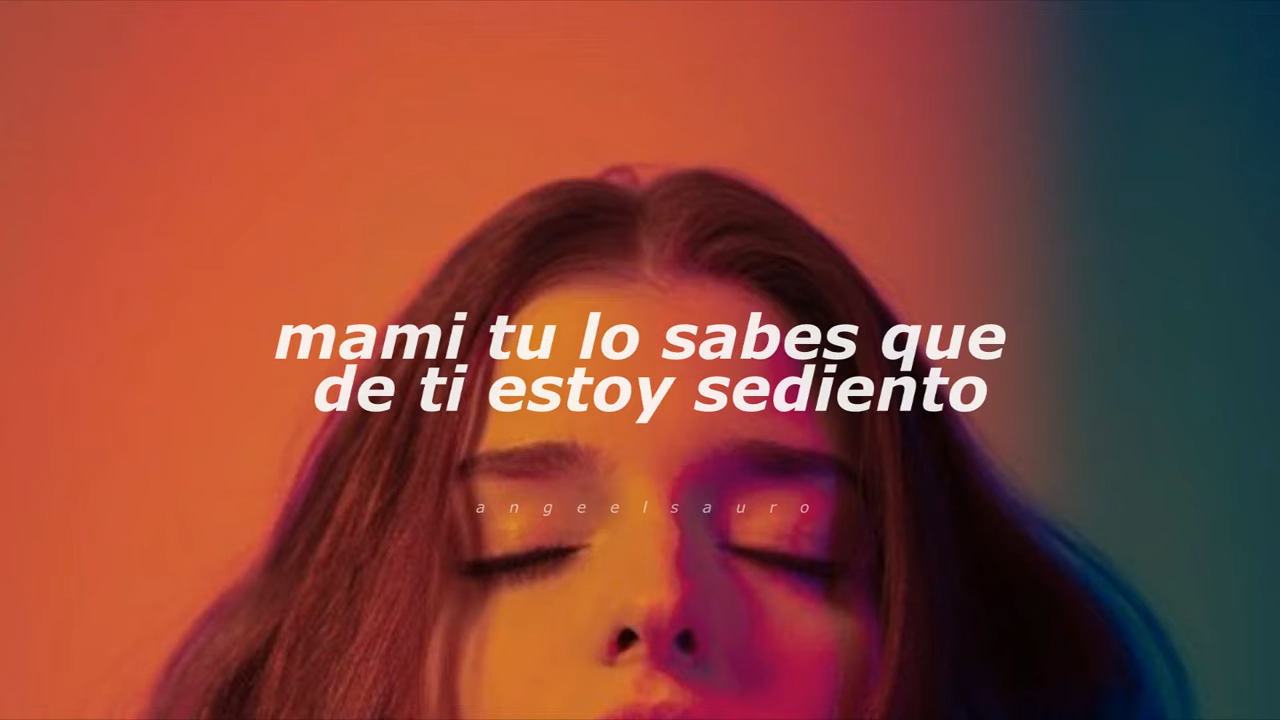 mami tu lo sabes que
de ti estoy sediento
a n g e e l s a u r o